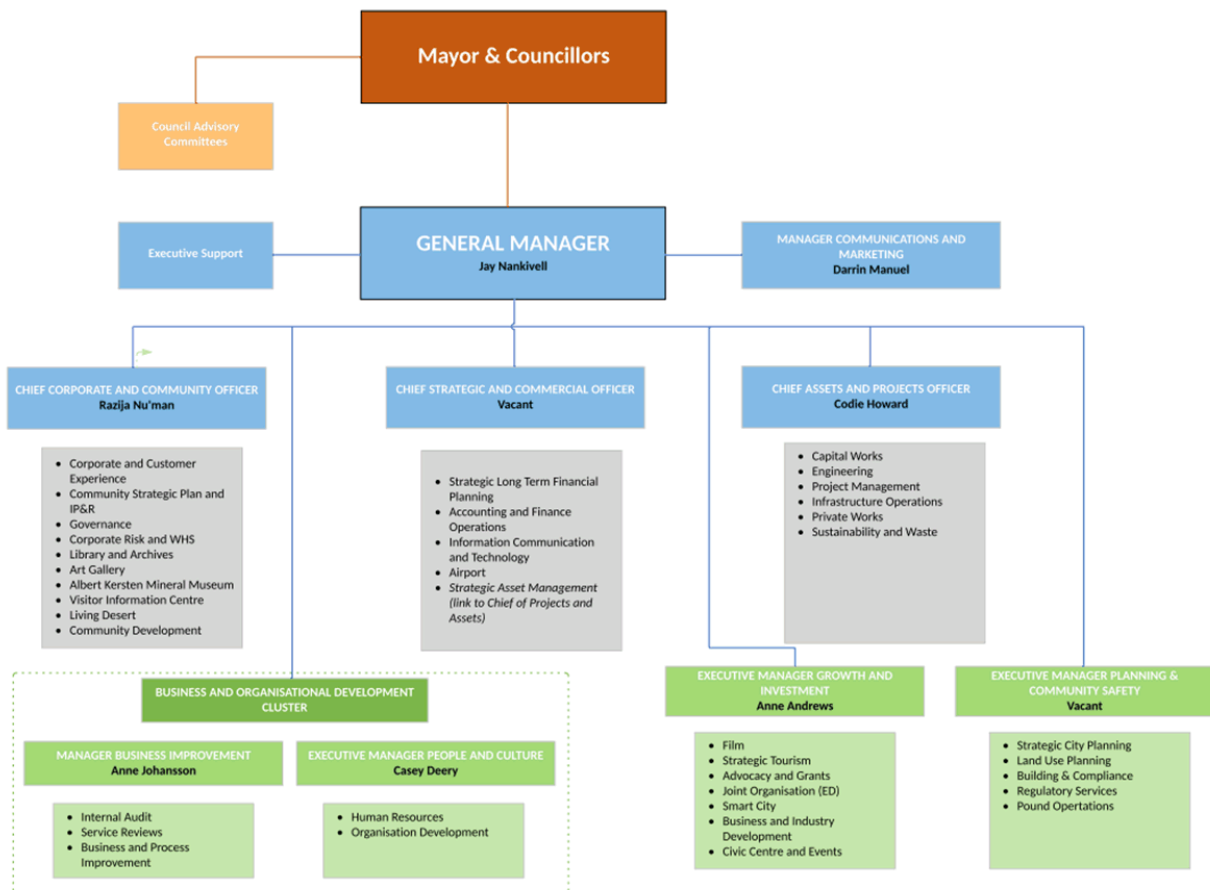 Mayor & Councillors
Council Advisory
Committees
Executive Support
GENERAL MANAGER
Jay Nankivell
MANAGER COMMUNICATIONS AND
MARKETING
Darrin Manuel
CHIEF CORPORATE AND COMMUNITY OFFICER
Razija Nu'man
CHIEF STRATEGIC AND COMMERCIAL OFFICER
Vacant
CHIEF ASSETS AND PROJECTS OFFICER
Codie Howard
• Corporate and Customer
Experience
• Community Strategic Plan and
IP&R
• Governance
• Corporate Risk and WHS
• Library and Archives
• Art Gallery
• Albert Kersten Mineral Museum
• Visitor Information Centre
• Living Desert
• Community Development
• Strategic Long Term Financial
Planning
• Accounting and Finance
Operations
• Information Communication
and Technology
• Airport
• Strategic Asset Management
(link to Chief of Projects and
Assets)
• Capital Works
• Engineering
• Project Management
• Infrastructure Operations
• Private Works
• Sustainability and Waste
BUSINESS AND ORGANISATIONAL DEVELOPMENT
CLUSTER
MANAGER BUSINESS IMPROVEMENT
Anne Johansson
• Internal Audit
• Service Reviews
• Business and Process
Improvement
EXECUTIVE MANAGER PEOPLE AND CULTURE
Casey Deery
• Human Resources
• Organisation Development
EXECUTIVE MANAGER GROWTH AND
INVESTMENT
Anne Andrews
• Film
• Strategic Tourism
• Advocacy and Grants
• Joint Organisation (ED)
• Smart City
• Business and Industry
Development
• Civic Centre and Events
EXECUTIVE MANAGER PLANNING &
COMMUNITY SAFETY
Vacant
• Strategic City Planning
• Land Use Planning
• Building & Compliance
• Regulatory Services
• Pound Opertations